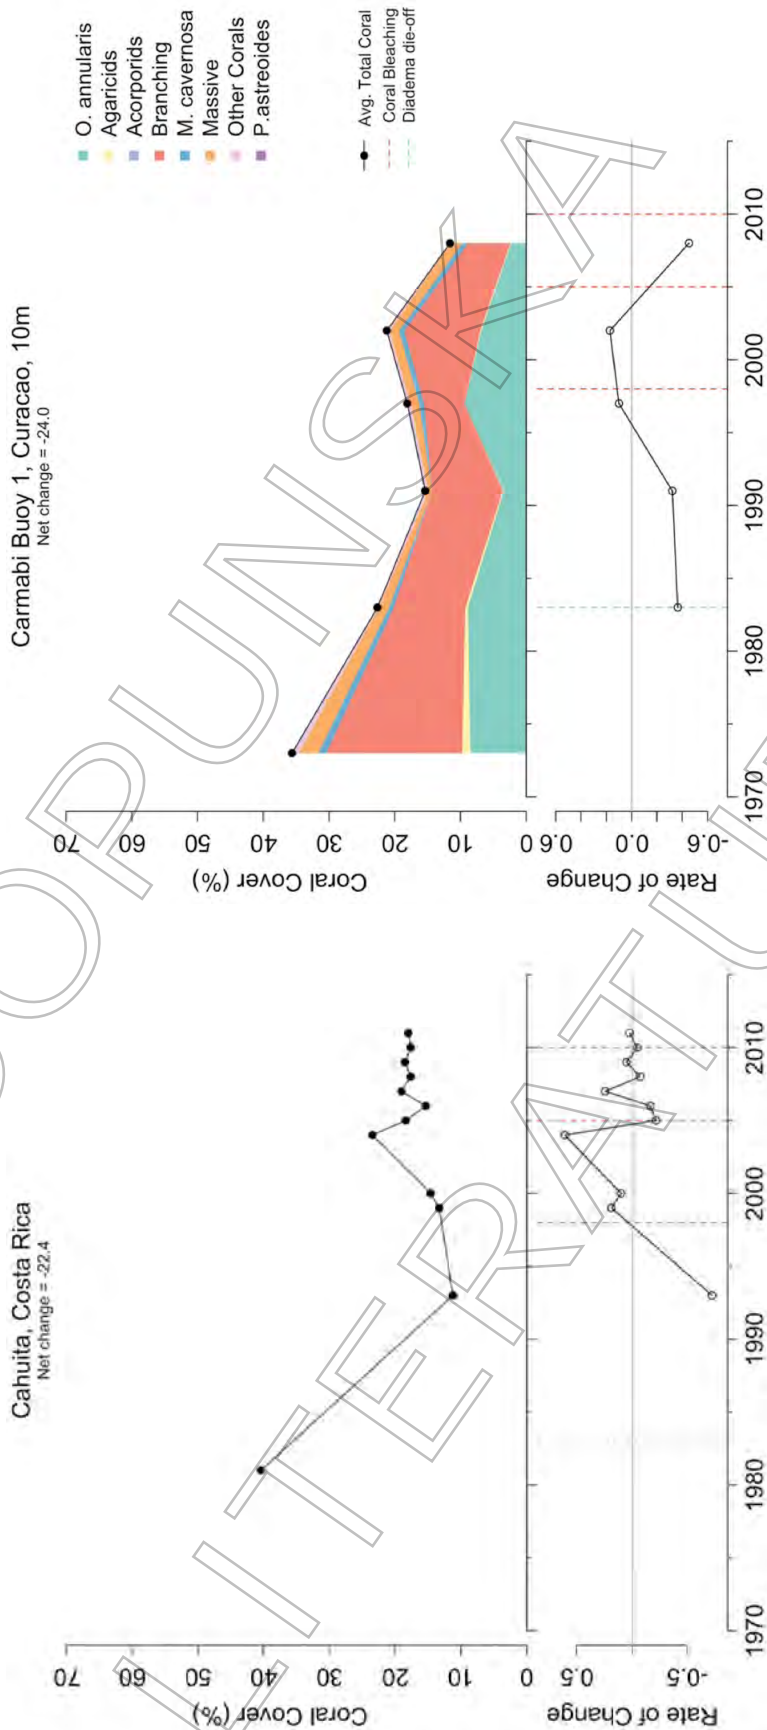 Cahuita, Costa Rica
Net change = -22.4
70
60
50
40
30
20
10
0
Coral Cover (%)
0.5
0.0
-0.5
Rate of Change
1970
1980
1990
2000
2010
Carmabi Buoy 1, Curacao, 10m
Net change = -24.0
70
60
50
40
30
20
10
0
Coral Cover (%)
0.6
0.0
-0.6
Rate of Change
1970
1980
1990
2000
2010
O. annularis
Agaricids
Acorporids
Branching
M. cavernosa
Massive
Other Corals
P.astreoides
Avg. Total Coral
Coral Bleaching
Diadema die-off
OPUNSKA
LITERATU